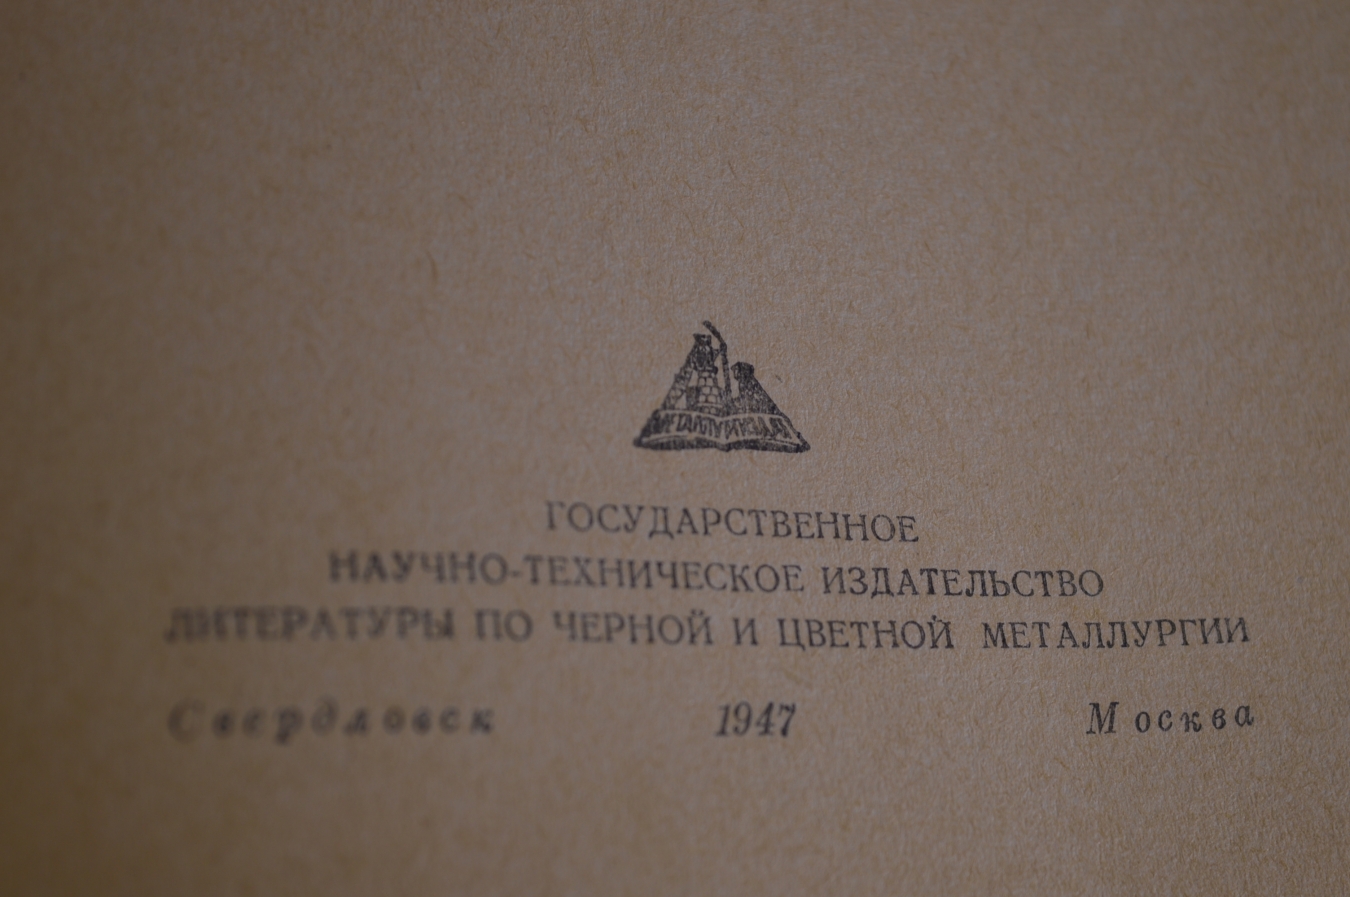 МЕТАЛЛУРГИЗДАТ
ГОСУДАРСТВЕННОЕ
НАУЧНО-ТЕХНИЧЕСКОЕ ИЗДАТЕЛЬСТВО
ЛИТЕРАТУРЫ ПО ЧЕРНОЙ И ЦВЕТНОЙ МЕТАЛЛУРГИИ
Свердловск 1947 Москва